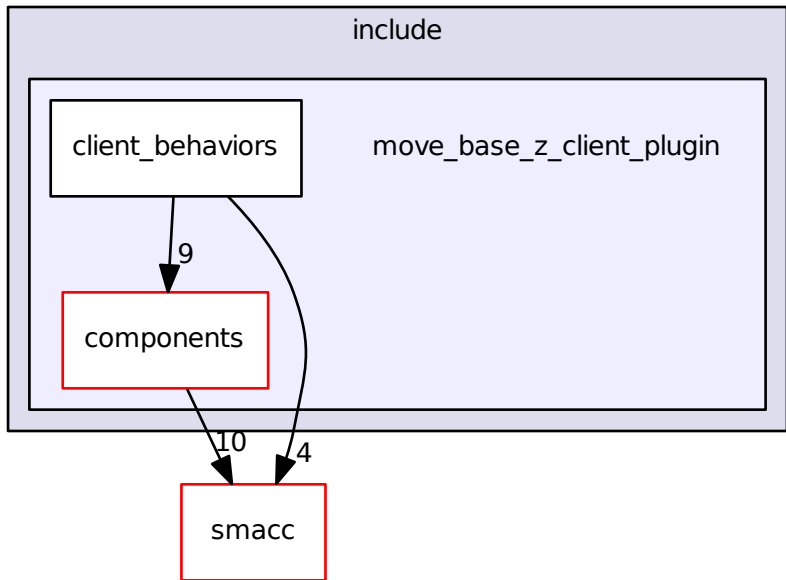 include
client_behaviors
move_base_z_client_plugin
9
components
10
4
smacc